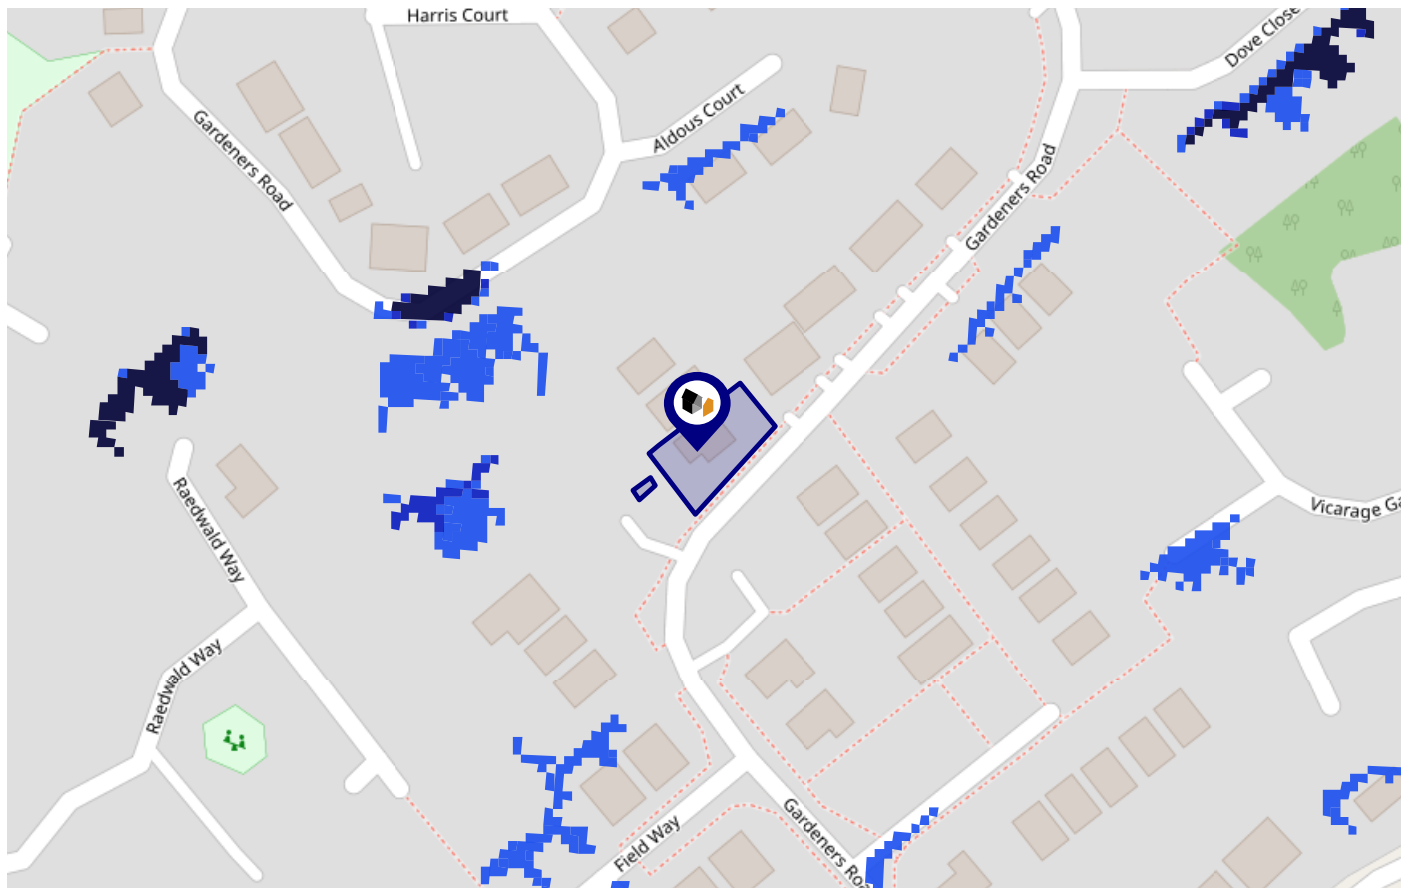 Harris Court
Dove Close
Aldous Court
Gardeners Road
Gardeners Road
Raedwald Way
Vicarage Ga
Raedwald Way
Field Way
Gardeners Roa